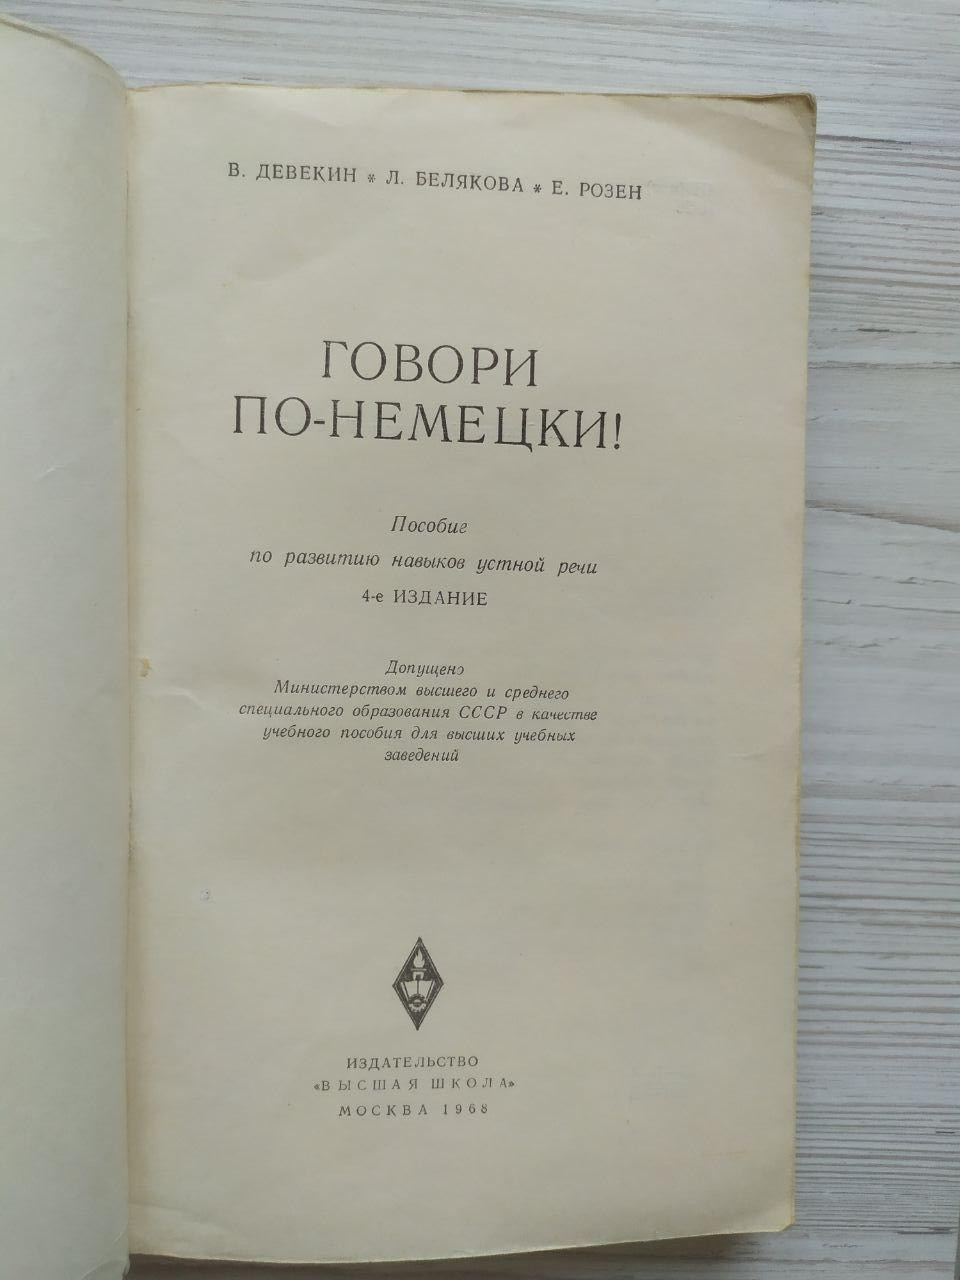 В. ДЕВЕКИН * Л. БЕЛЯКОВА * Е. РОЗЕН
ГОВОРИ
ПО-НЕМЕЦКИ!
Пособие
по развитию навыков устной речи
4-е ИЗДАНИЕ
Допущено
Министерством высшего и среднего
специального образования СССР в качестве
учебного пособия для высших учебных
заведений
ИЗДАТЕЛЬСТВО
«ВЫСШАЯ ШКОЛА»
МОСКВА 1968